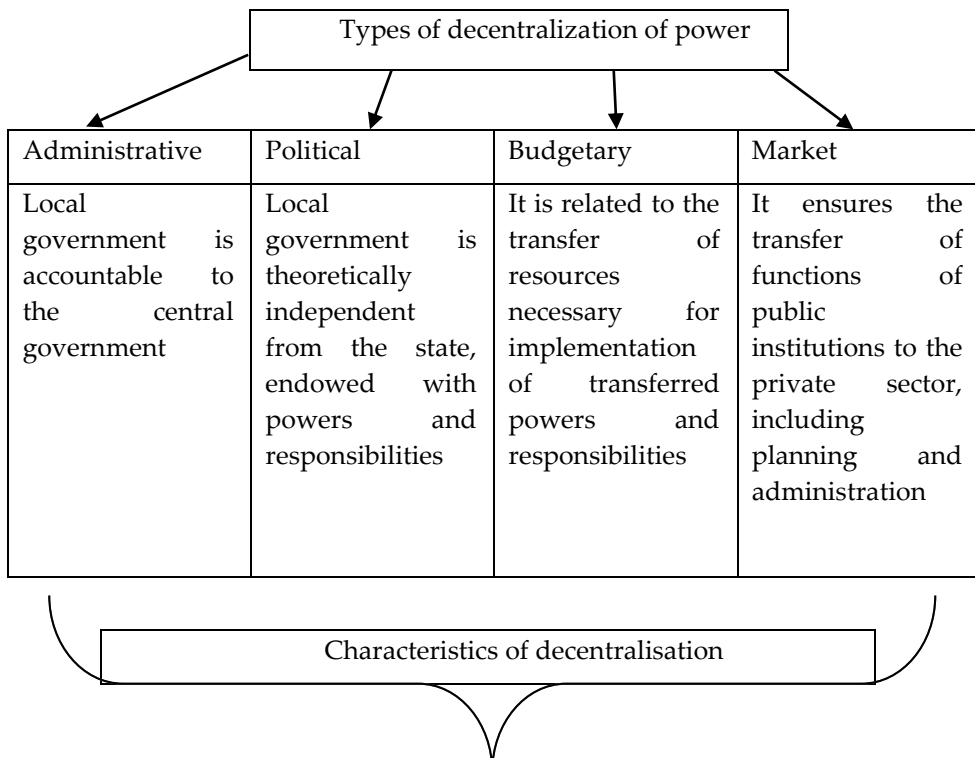 Types of decentralization of power
Administrative
Political
Budgetary
Market
Local
government is
accountable to
the central
government
Local
government is
theoretically
independent
from the state,
endowed with
powers and
responsibilities
It is related to the
transfer of
resources
necessary for
implementation
of transferred
powers and
responsibilities
It ensures the
transfer of
functions of
public
institutions to the
private sector,
including
planning and
administration
Characteristics of decentralisation